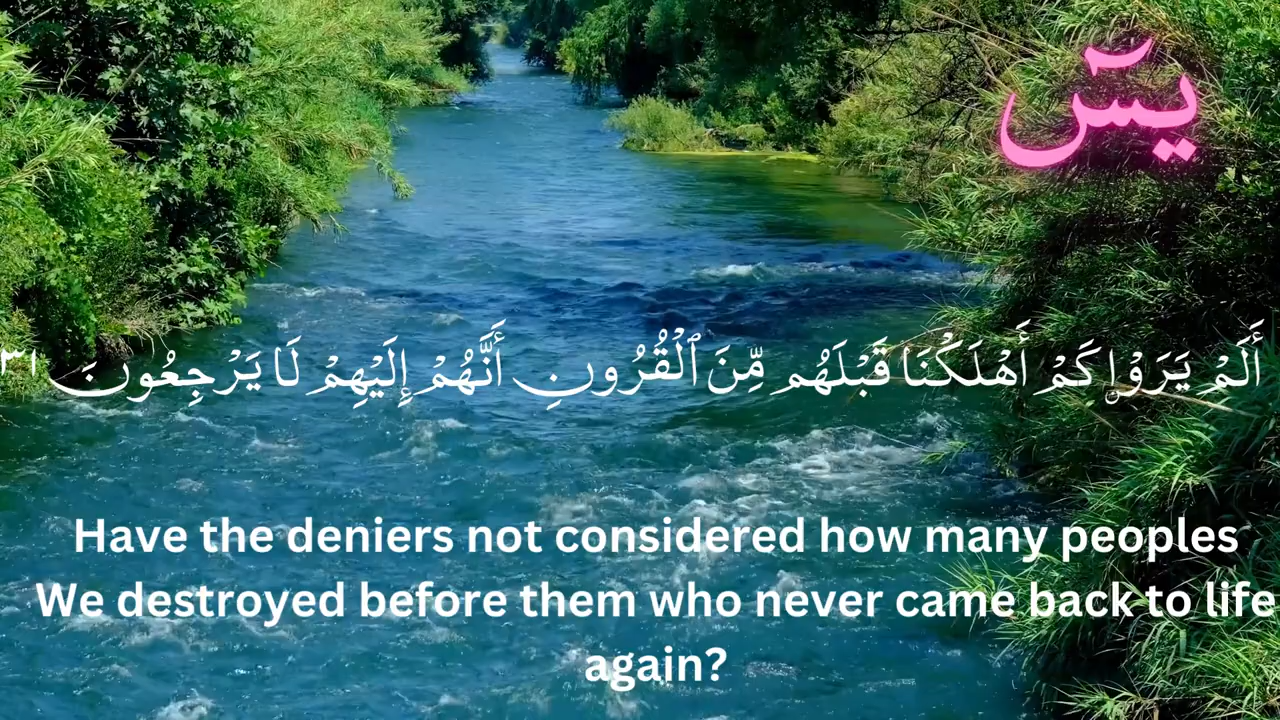 يسٓ
أَلَمْ يَرَوْا۟ كَمْ أَهْلَكْنَا قَبْلَهُم مِّنَ ٱلْقُرُونِ أَنَّهُمْ إِلَيْهِمْ لَا يَرْجِعُونَ ٣١
Have the deniers not considered how many peoples
We destroyed before them who never came back to life
again?